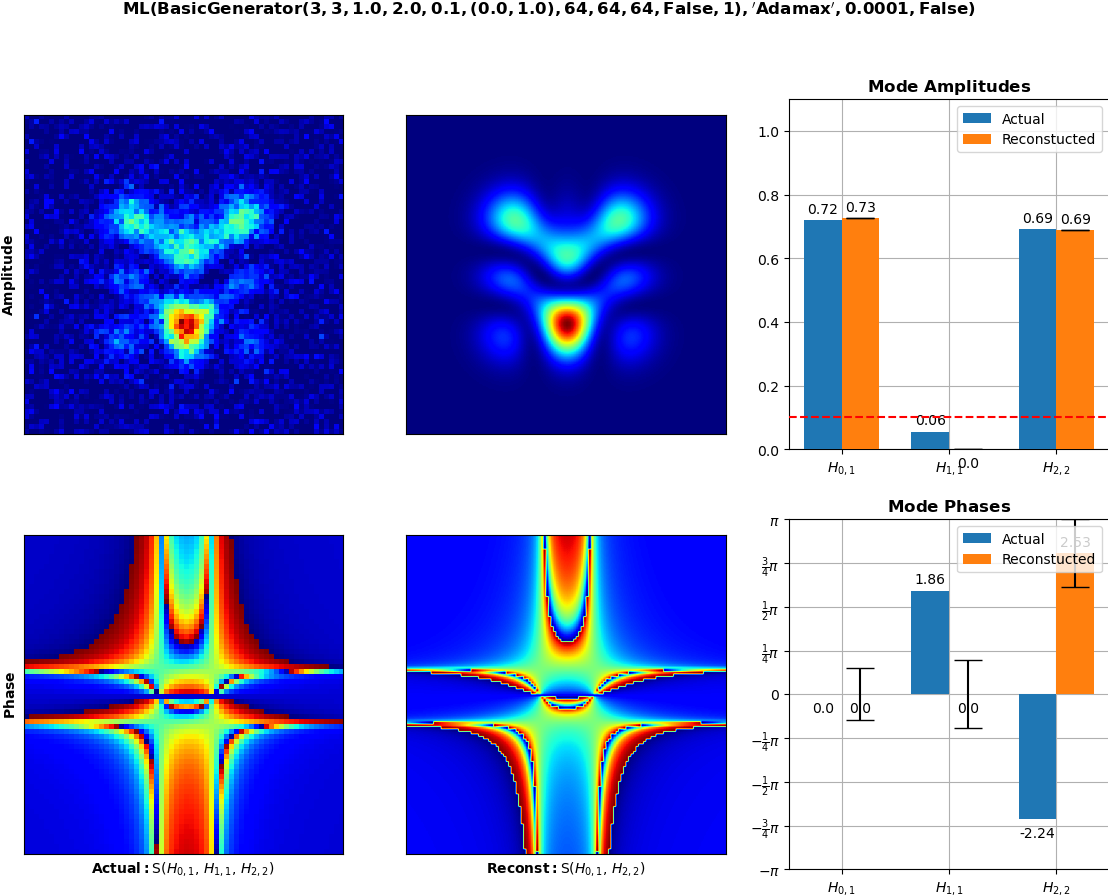 ML(BasicGenerator(3, 3, 1.0, 2.0, 0.1, (0.0, 1.0), 64, 64, 64, False, 1), ′Adamax′, 0.0001, False)
Amplitude
Mode Amplitudes
Actual
Reconstucted
1.0
0.8
0.6
0.4
0.2
0.0
0.72
0.73
0.06
0.0
0.69
0.69
H0,1
H1,1
H2,2
Phase
Actual: S(H0,1, H1,1, H2,2)
Reconst: S(H0,1, H2,2)
Mode Phases
Actual
Reconstucted
π
3/4π
1/2π
1/4π
0
−1/4π
−1/2π
−3/4π
−π
0.0
0.0
1.86
0.0
-2.24
2.53
H0,1
H1,1
H2,2